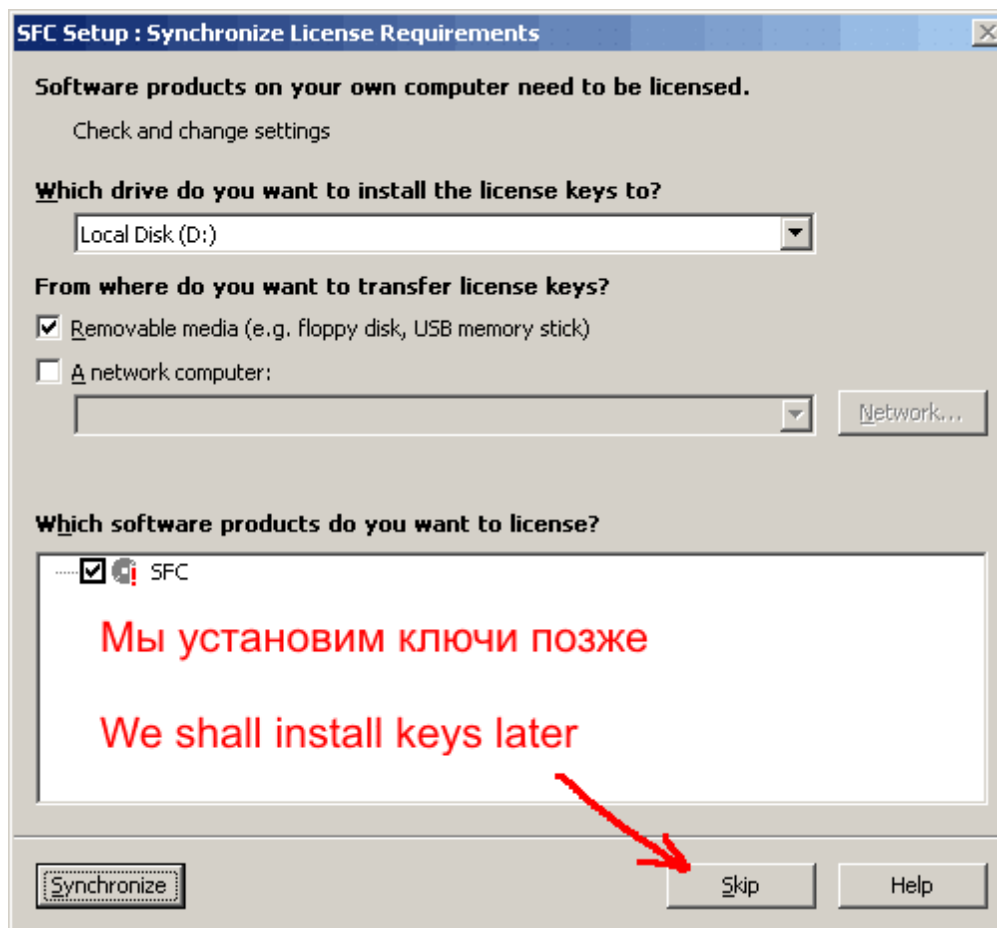 SFC Setup : Synchronize License Requirements
Software products on your own computer need to be licensed.
Check and change settings
Which drive do you want to install the license keys to?
Local Disk (D:)
From where do you want to transfer license keys?
Removable media (e.g. floppy disk, USB memory stick)
A network computer:
Network...
Which software products do you want to license?
SFC
Мы установим ключи позже
We shall install keys later
Synchronize
Skip
Help